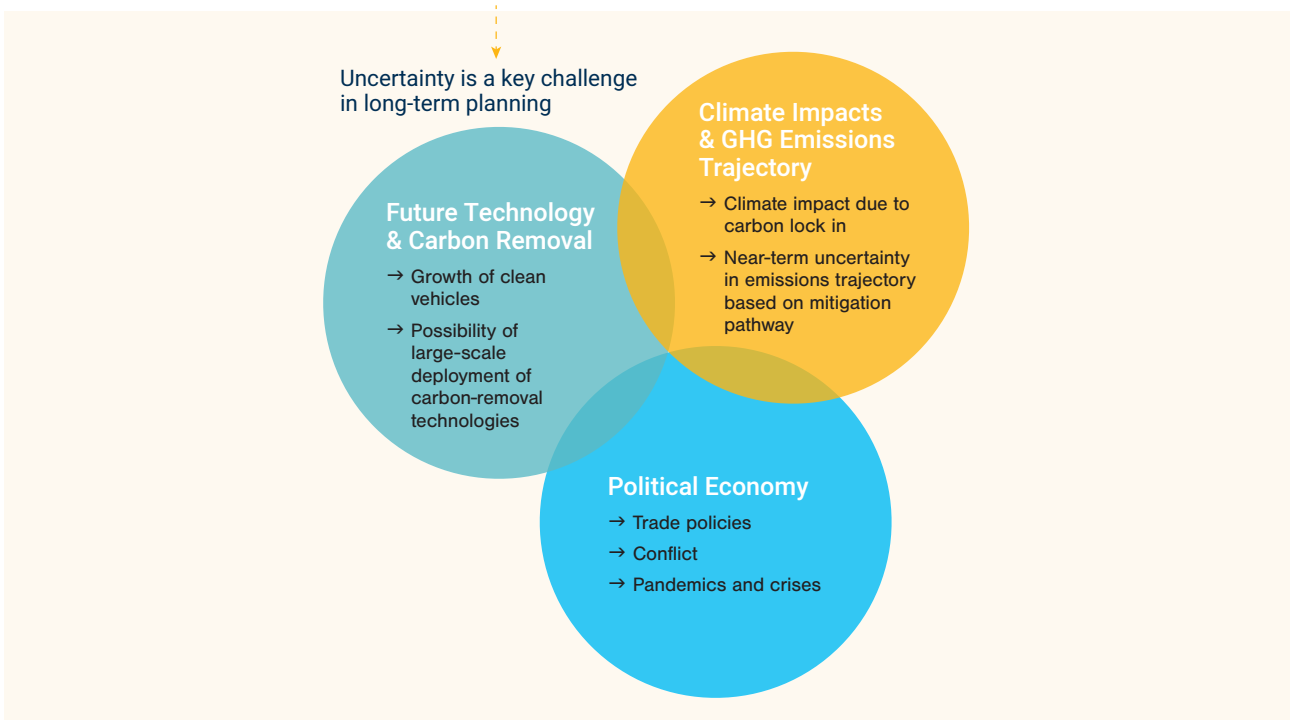 Uncertainty is a key challenge
in long-term planning
Future Technology
& Carbon Removal
→ Growth of clean
vehicles
→ Possibility of
large-scale
deployment of
carbon-removal
technologies
Climate Impacts
& GHG Emissions
Trajectory
→ Climate impact due to
carbon lock in
→ Near-term uncertainty
in emissions trajectory
based on mitigation
pathway
Political Economy
→ Trade policies
→ Conflict
→ Pandemics and crises